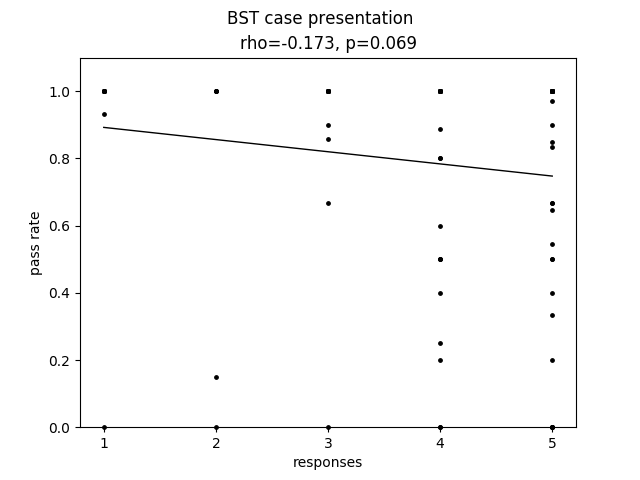 BST case presentation
rho=-0.173, p=0.069
1.0
0.8
0.6
0.4
0.2
0.0
pass rate
1 2 3 4 5
responses